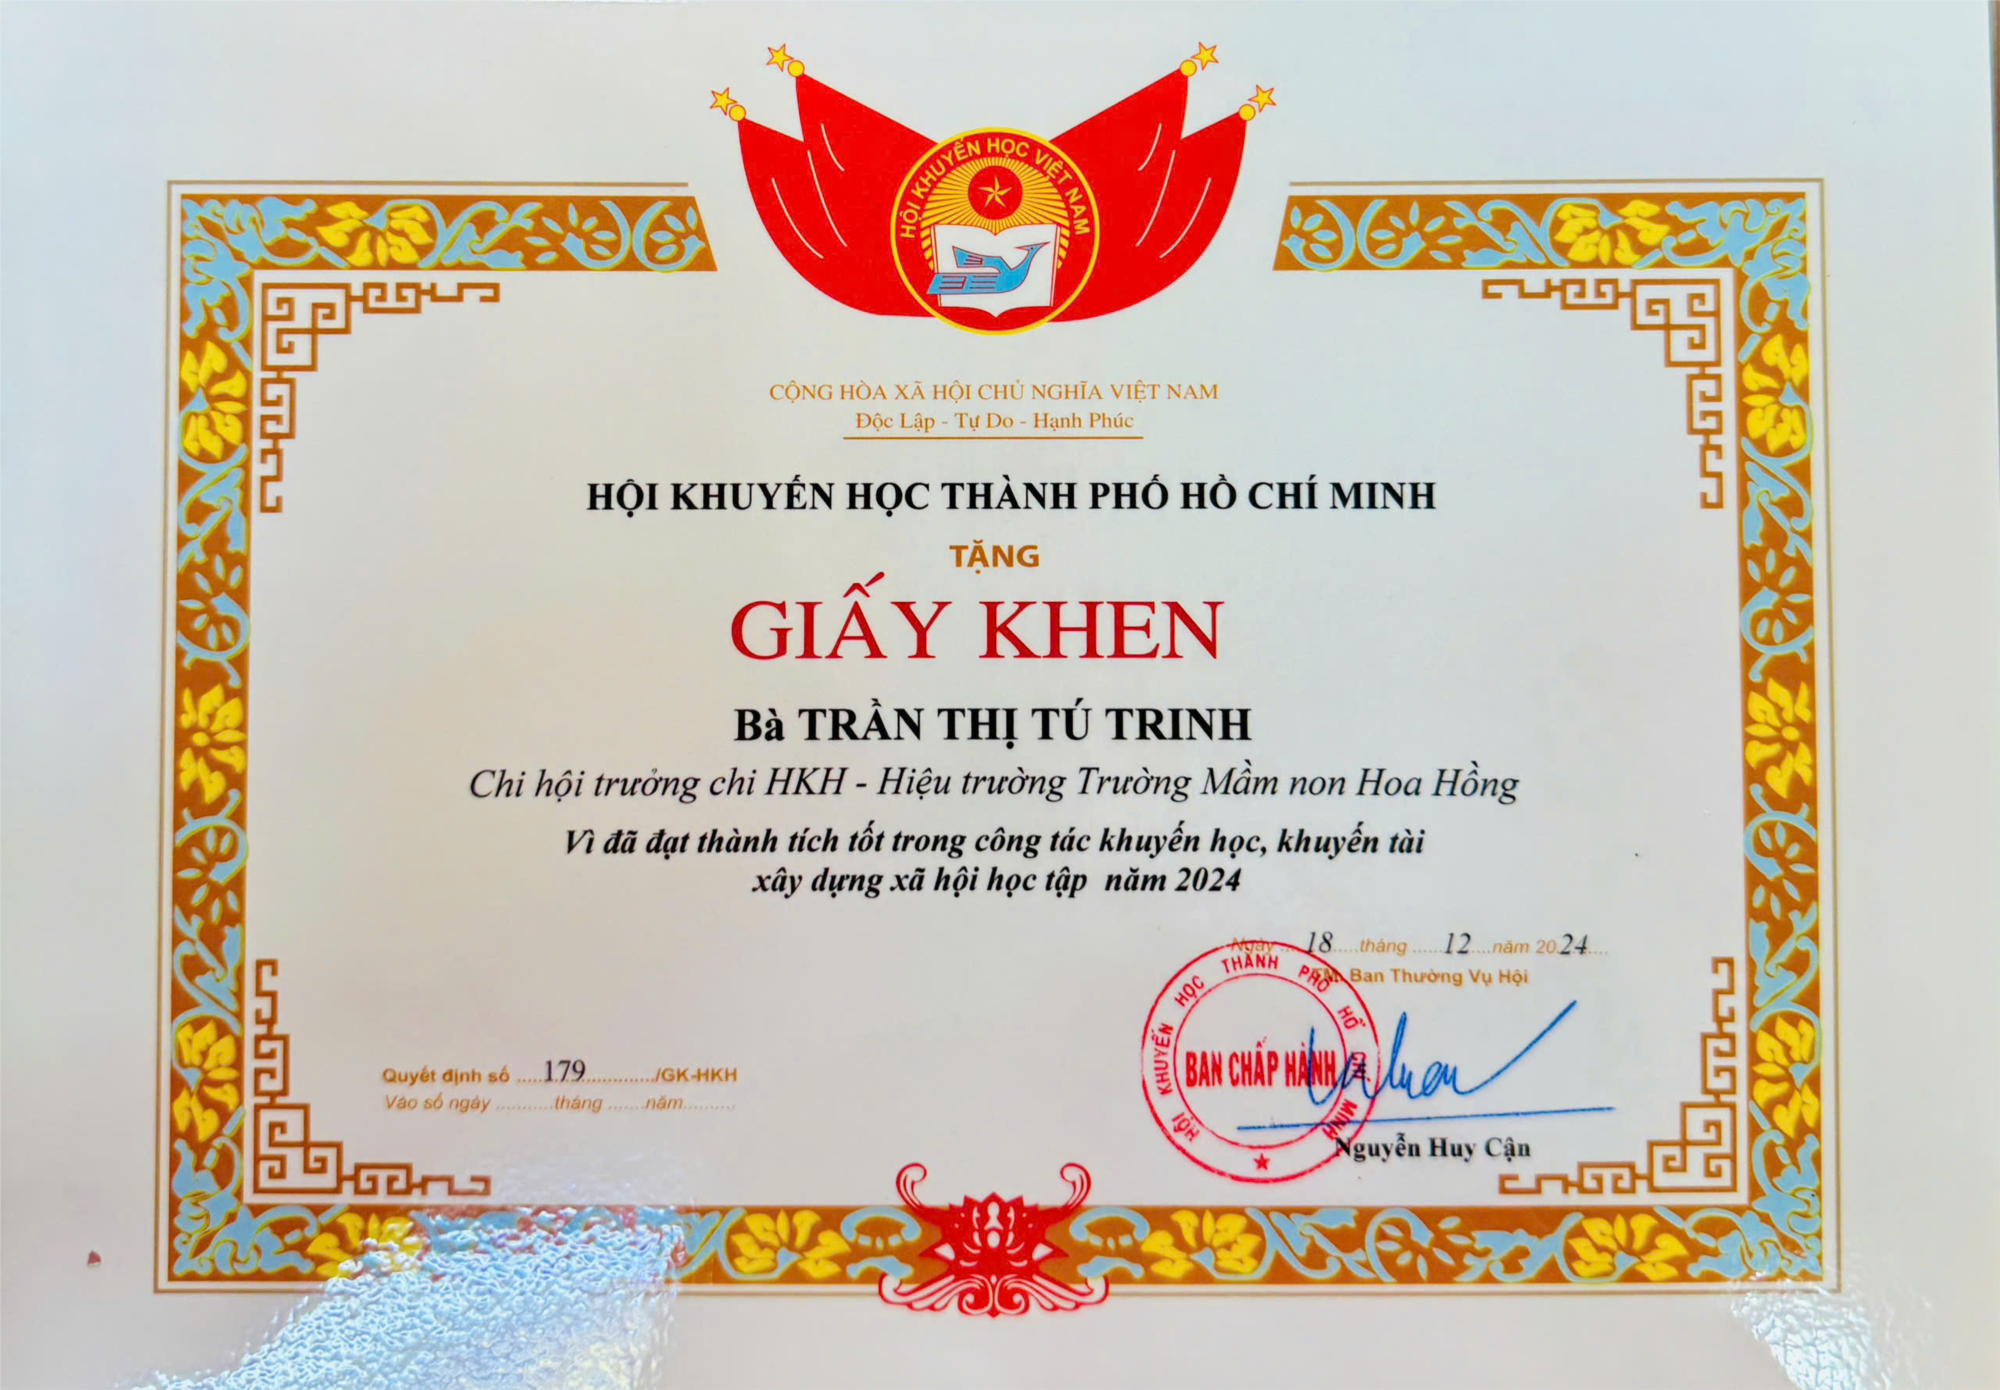 HỘI KHUYẾN HỌC VIỆT NAM
CỘNG HÒA XÃ HỘI CHỦ NGHĨA VIỆT NAM
Độc Lập - Tự Do - Hạnh Phúc
HỘI KHUYẾN HỌC THÀNH PHỐ HỒ CHÍ MINH
TẶNG
GIẤY KHEN
Bà TRẦN THỊ TÚ TRINH
Chi hội trưởng chi HKH - Hiệu trường Trường Mầm non Hoa Hồng
Vì đã đạt thành tích tốt trong công tác khuyến học, khuyến tài
xây dựng xã hội học tập năm 2024
Ngày ... 18 ..... tháng ...... 12 .... năm 20.24....
TM. Ban Thường Vụ Hội
HỘI KHUYẾN HỌC THÀNH PHỐ HỒ CHÍ MINH
BAN CHẤP HÀNH
Quyết định số ..... 179 ............/GK-HKH
Vào sổ ngày ..........tháng .......năm.........
Nguyễn Huy Cận